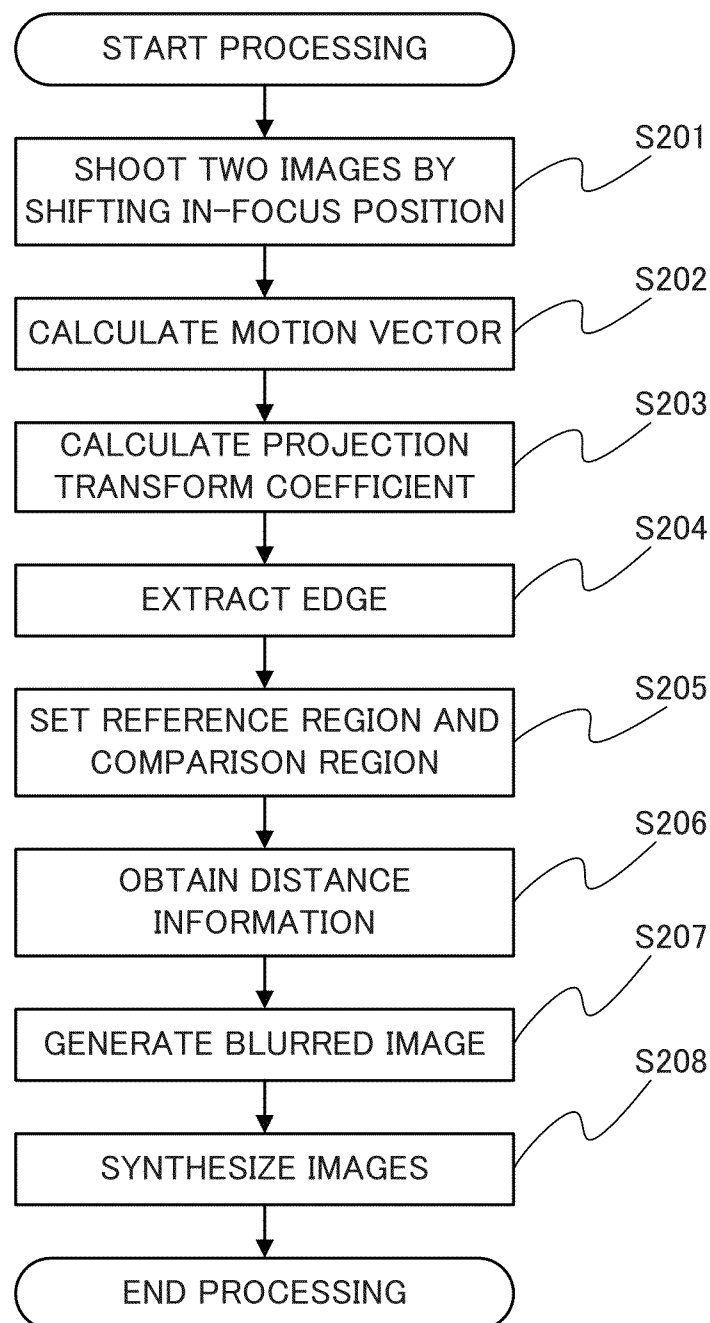 START PROCESSING
S201
SHOOT TWO IMAGES BY
SHIFTING IN-FOCUS POSITION
S202
CALCULATE MOTION VECTOR
S203
CALCULATE PROJECTION
TRANSFORM COEFFICIENT
S204
EXTRACT EDGE
S205
SET REFERENCE REGION AND
COMPARISON REGION
S206
OBTAIN DISTANCE
INFORMATION
S207
GENERATE BLURRED IMAGE
S208
SYNTHESIZE IMAGES
END PROCESSING